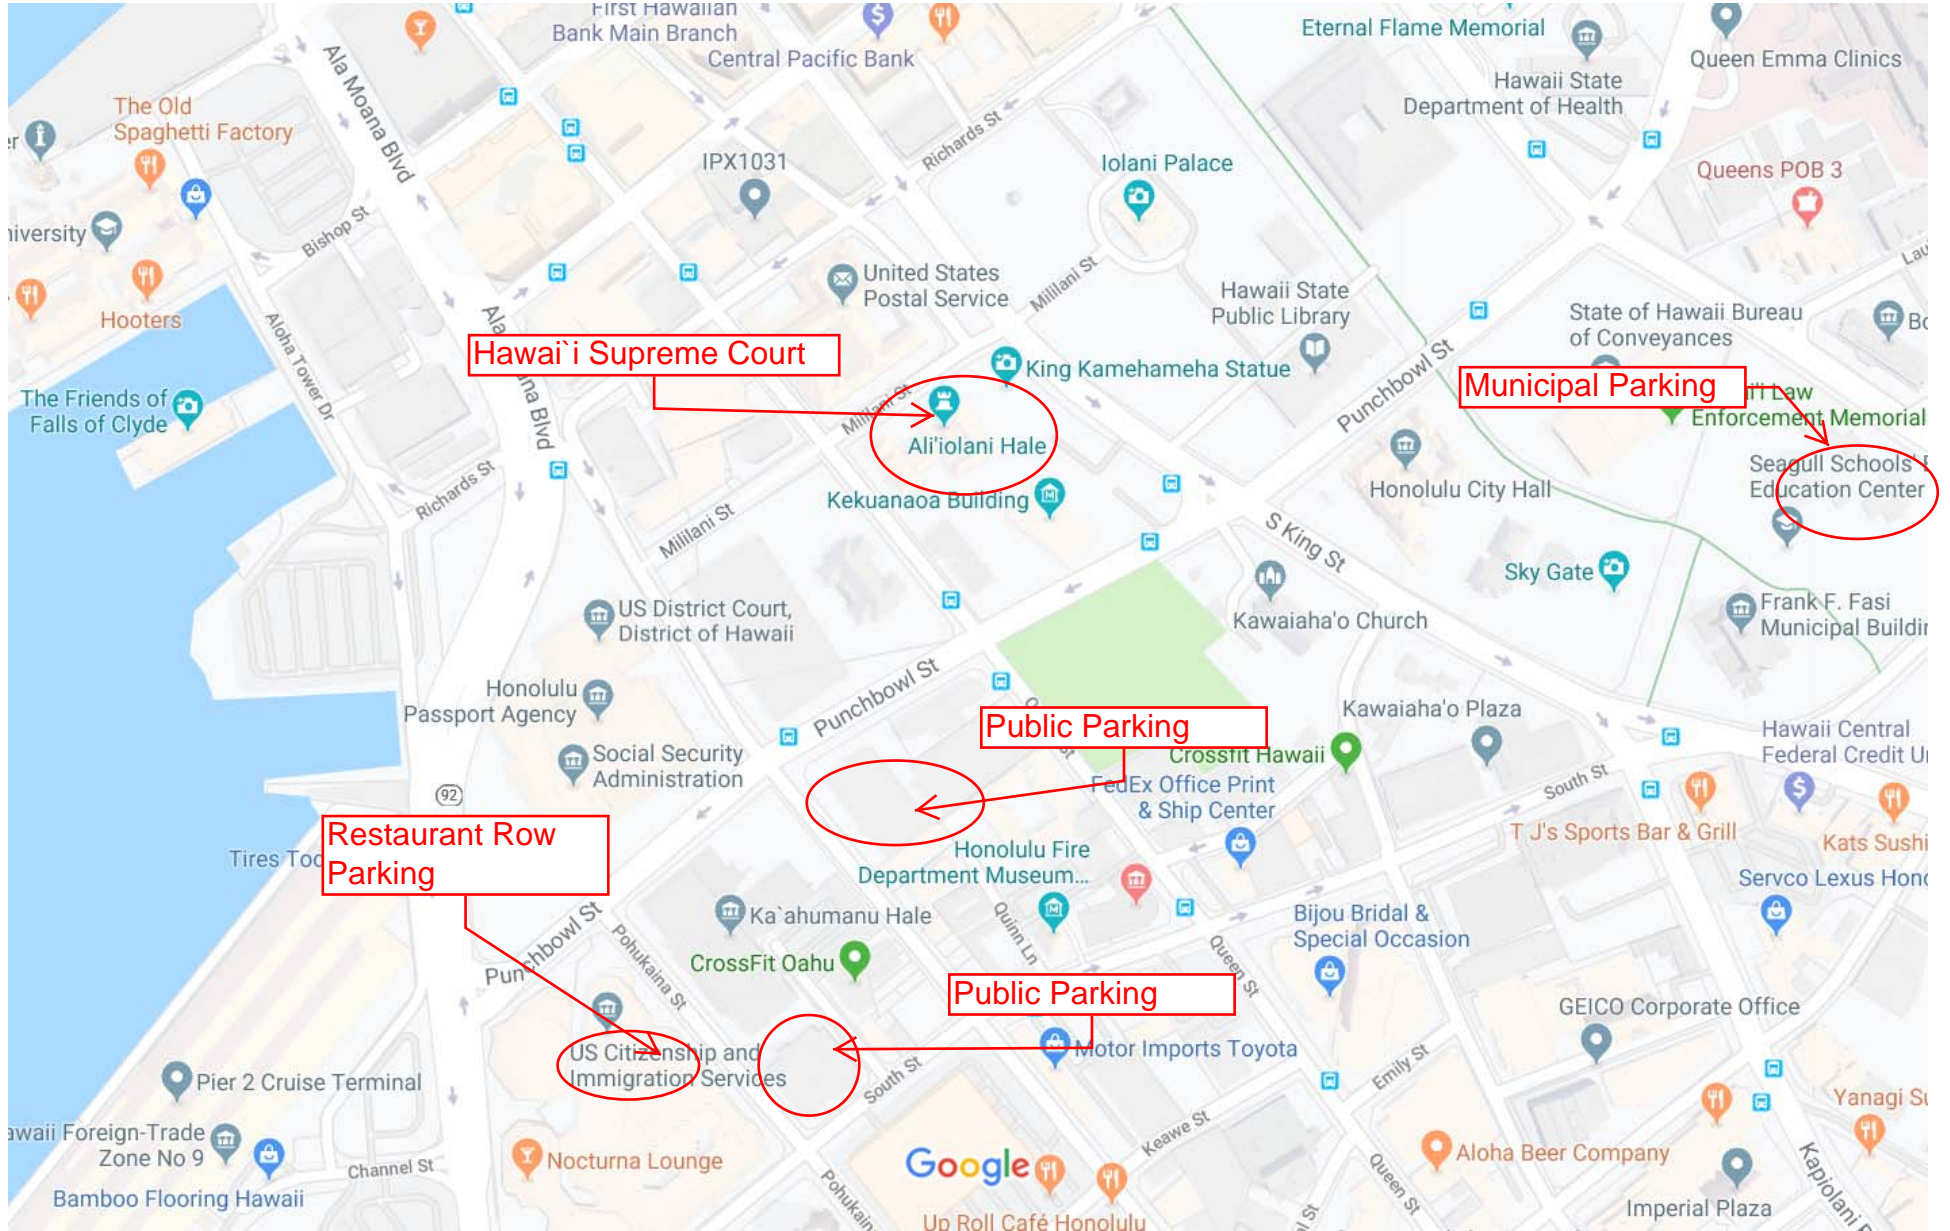 First Hawaiian
Bank Main Branch
Central Pacific Bank
Eternal Flame Memorial
Queen Emma Clinics
Hawaii State
Department of Health
Ala Moana Blvd
The Old
Spaghetti Factory
Richards St
IPX1031
Iolani Palace
Queens POB 3
Bishop St
Hooters
United States
Postal Service
Mililani St
Hawaii State
Public Library
State of Hawaii Bureau
of Conveyances
Aloha Tower Dr
Ala
Hawai`i Supreme Court
King Kamehameha Statue
Punchbowl St
Municipal Parking
Law
Enforcement Memorial
The Friends of
Falls of Clyde
Blvd
Mililani St
Ali'iolani Hale
Honolulu City Hall
Seagull Schools'
Education Center
Richards St
Kekuanaoa Building
Mililani St
S King St
Sky Gate
US District Court,
District of Hawaii
Kawaiaha'o Church
Frank F. Fasi
Municipal
Honolulu
Passport Agency
Punchbowl St
Public Parking
Kawaiaha'o Plaza
Crossfit Hawaii
Hawaii Central
Federal Credit
Social Security
Administration
92
FedEx Office Print
& Ship Center
South St
Restaurant Row
Parking
Tires
Honolulu Fire
Department Museum...
T J's Sports Bar & Grill
Kats Sushi
Servco Lexus
Punchbowl St
Pohukaina St
Ka`ahumanu Hale
CrossFit Oahu
Quinn Ln
Queen St
Bijou Bridal &
Special Occasion
Public Parking
GEICO Corporate Office
US Citizenship and
Immigration Services
South St
Motor Imports Toyota
Emily St
Pier 2 Cruise Terminal
Yanagi
Foreign-Trade
Zone No 9
Bamboo Flooring Hawaii
Channel St
Nocturna Lounge
Pohukaina
Google
Keawe St
Queen St
Aloha Beer Company
Imperial Plaza
Kapiolani
Up Roll Café Honolulu